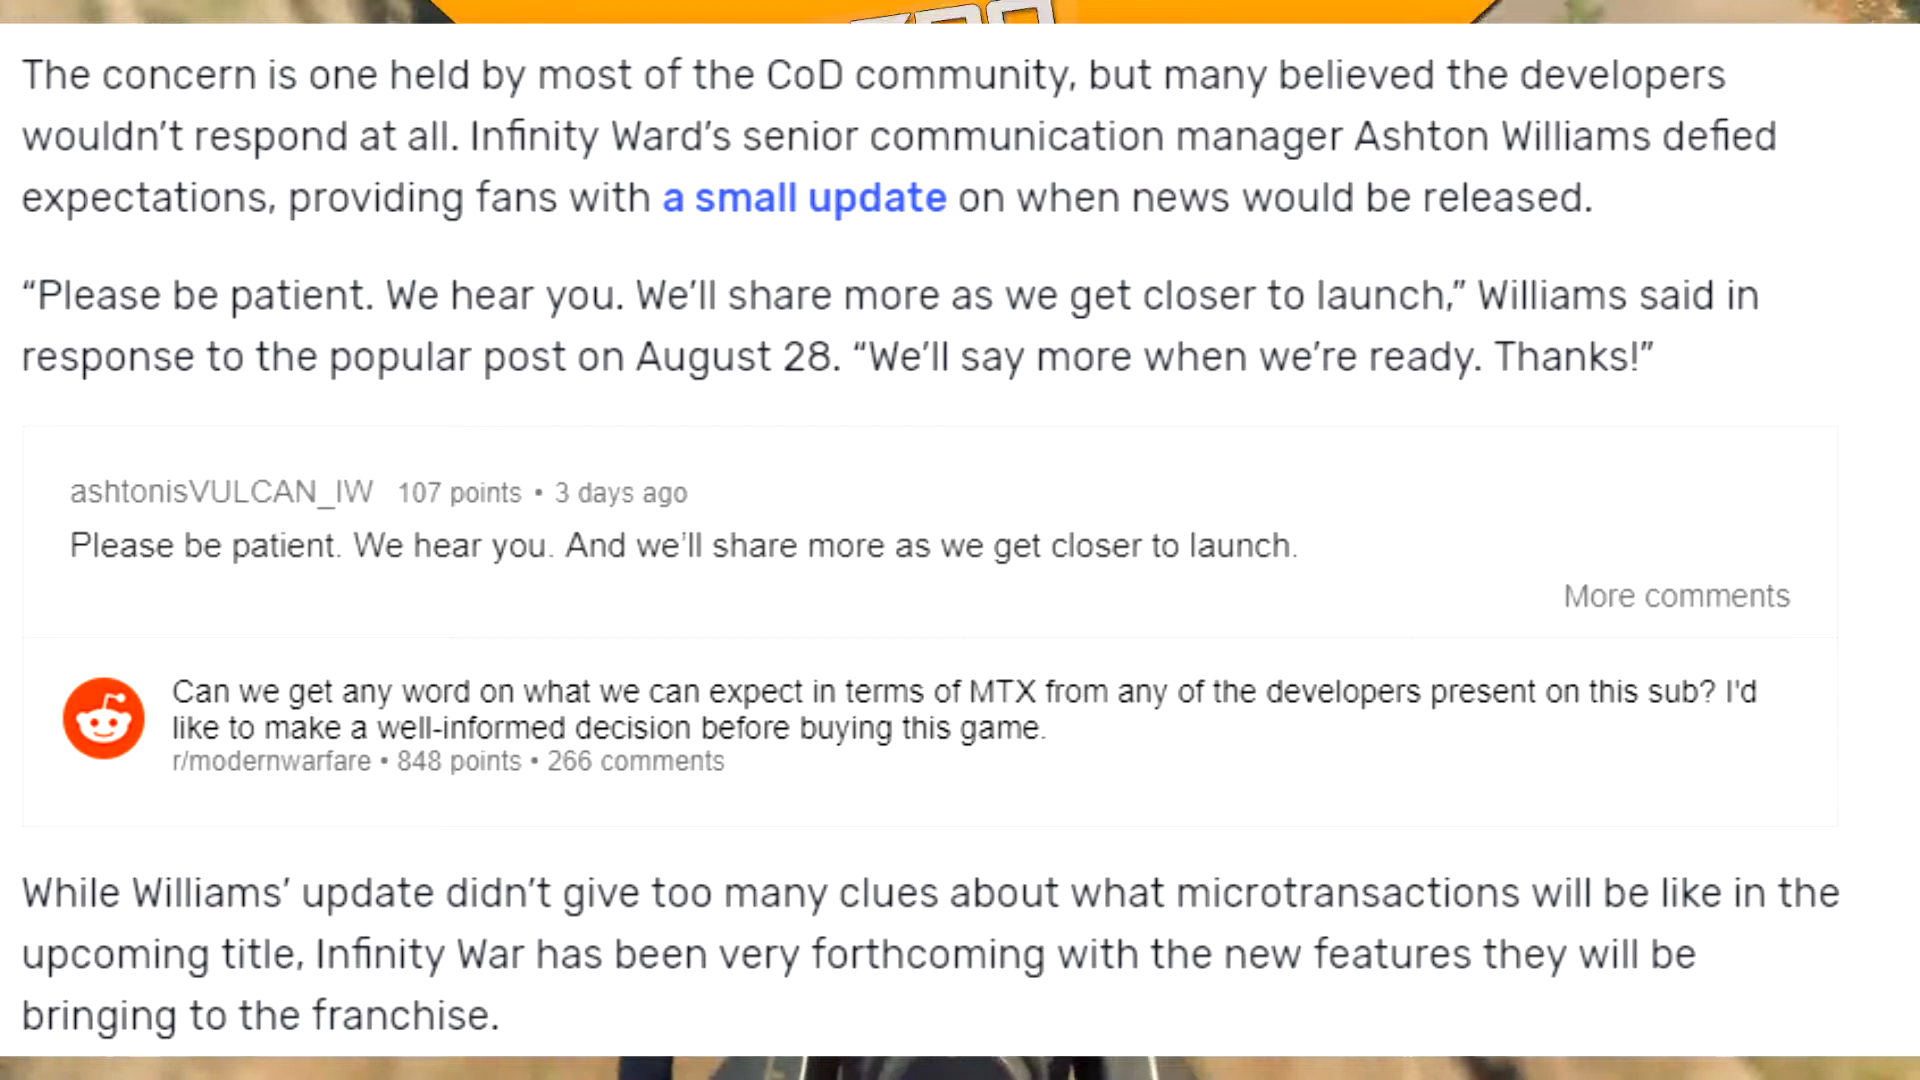 The concern is one held by most of the CoD community, but many believed the developers
wouldn’t respond at all. Infinity Ward’s senior communication manager Ashton Williams defied
expectations, providing fans with a small update on when news would be released.
“Please be patient. We hear you. We’ll share more as we get closer to launch,” Williams said in
response to the popular post on August 28. “We’ll say more when we’re ready. Thanks!”
ashtonisVULCAN_IW 107 points • 3 days ago
Please be patient. We hear you. And we'll share more as we get closer to launch.
More comments
Can we get any word on what we can expect in terms of MTX from any of the developers present on this sub? I'd
like to make a well-informed decision before buying this game.
r/modernwarfare • 848 points • 266 comments
While Williams’ update didn’t give too many clues about what microtransactions will be like in the
upcoming title, Infinity War has been very forthcoming with the new features they will be
bringing to the franchise.